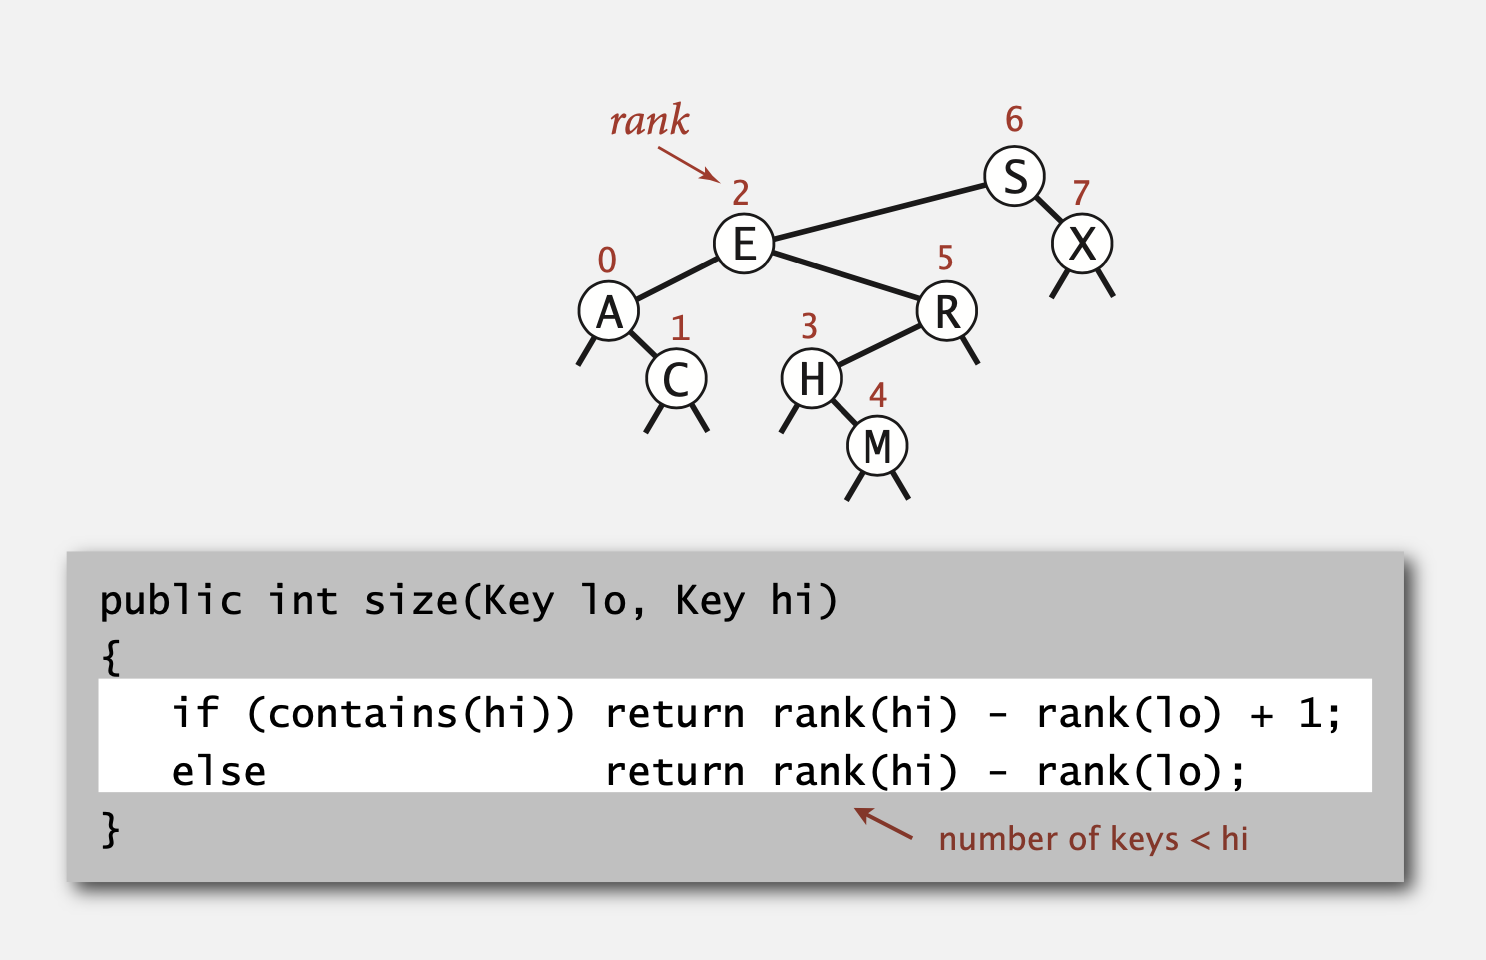 rank
6
S
2
E
7
X
0
A
5
R
1
C
3
H
4
M
public int size(Key lo, Key hi)
{
if (contains(hi)) return rank(hi) - rank(lo) + 1;
else return rank(hi) - rank(lo);
}
number of keys < hi